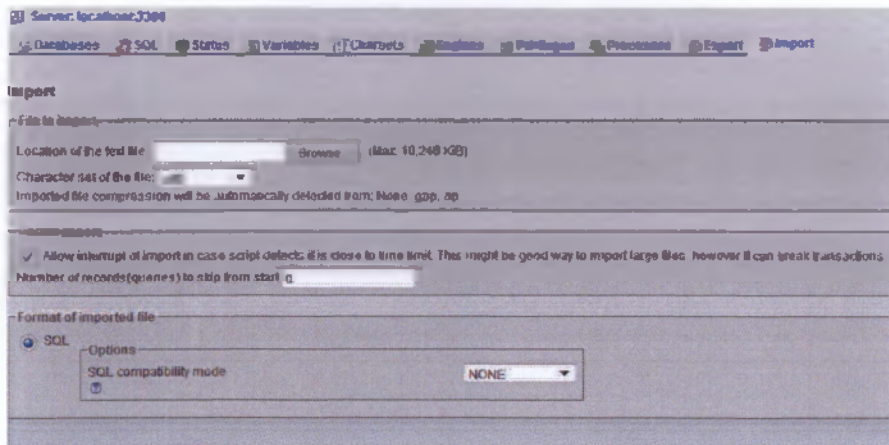 Server: localhost:3306
Databases SQL Status Variables Charsets Engines Privileges Processes Export Import
Import
File to import
Location of the text file Browse (Max: 10,240 KB)
Character set of the file:
Imported file compression will be automatically detected from: None, gzip, zip
Allow interrupt of import in case script detects it is close to time limit. This might be good way to import large files, however it can break transactions.
Number of records(queries) to skip from start
Format of imported file
SQL
Options
SQL compatibility mode NONE